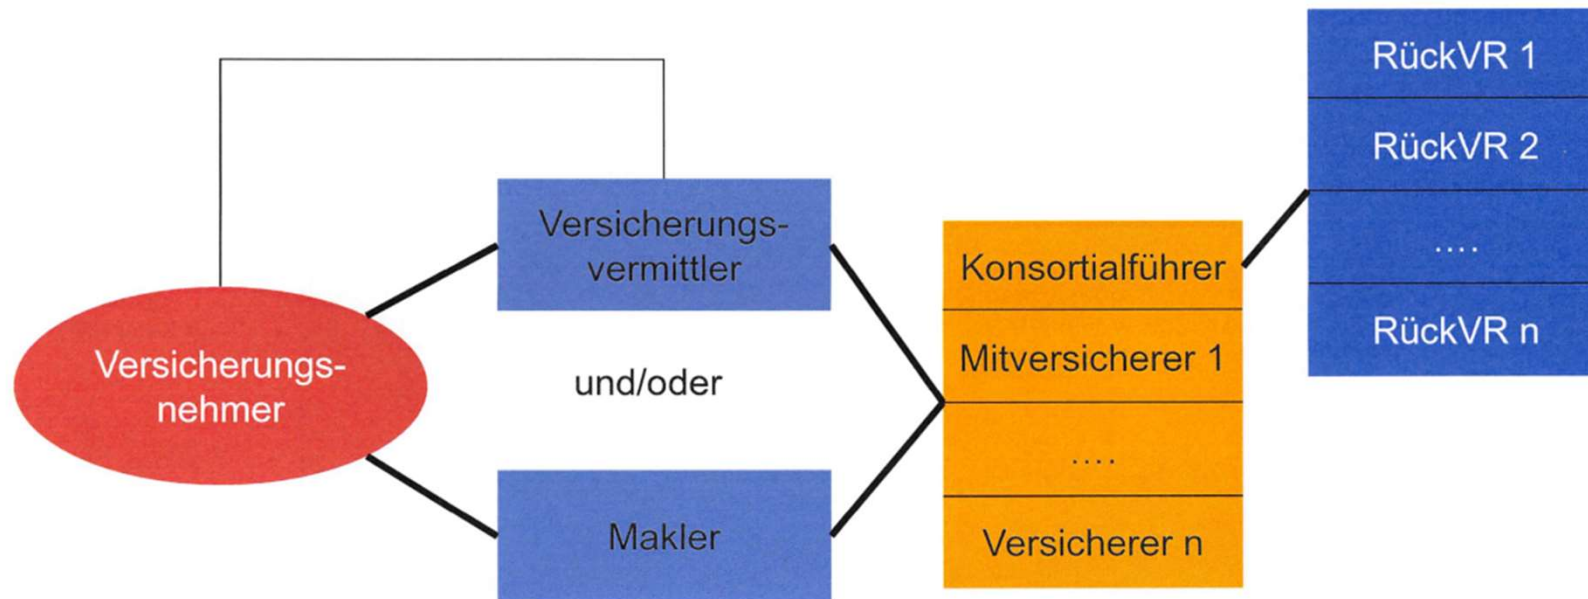 Versicherungs-
nehmer
Versicherungs-
vermittler
und/oder
Makler
Konsortialführer
Mitversicherer 1
....
Versicherer n
RückVR 1
RückVR 2
....
RückVR n